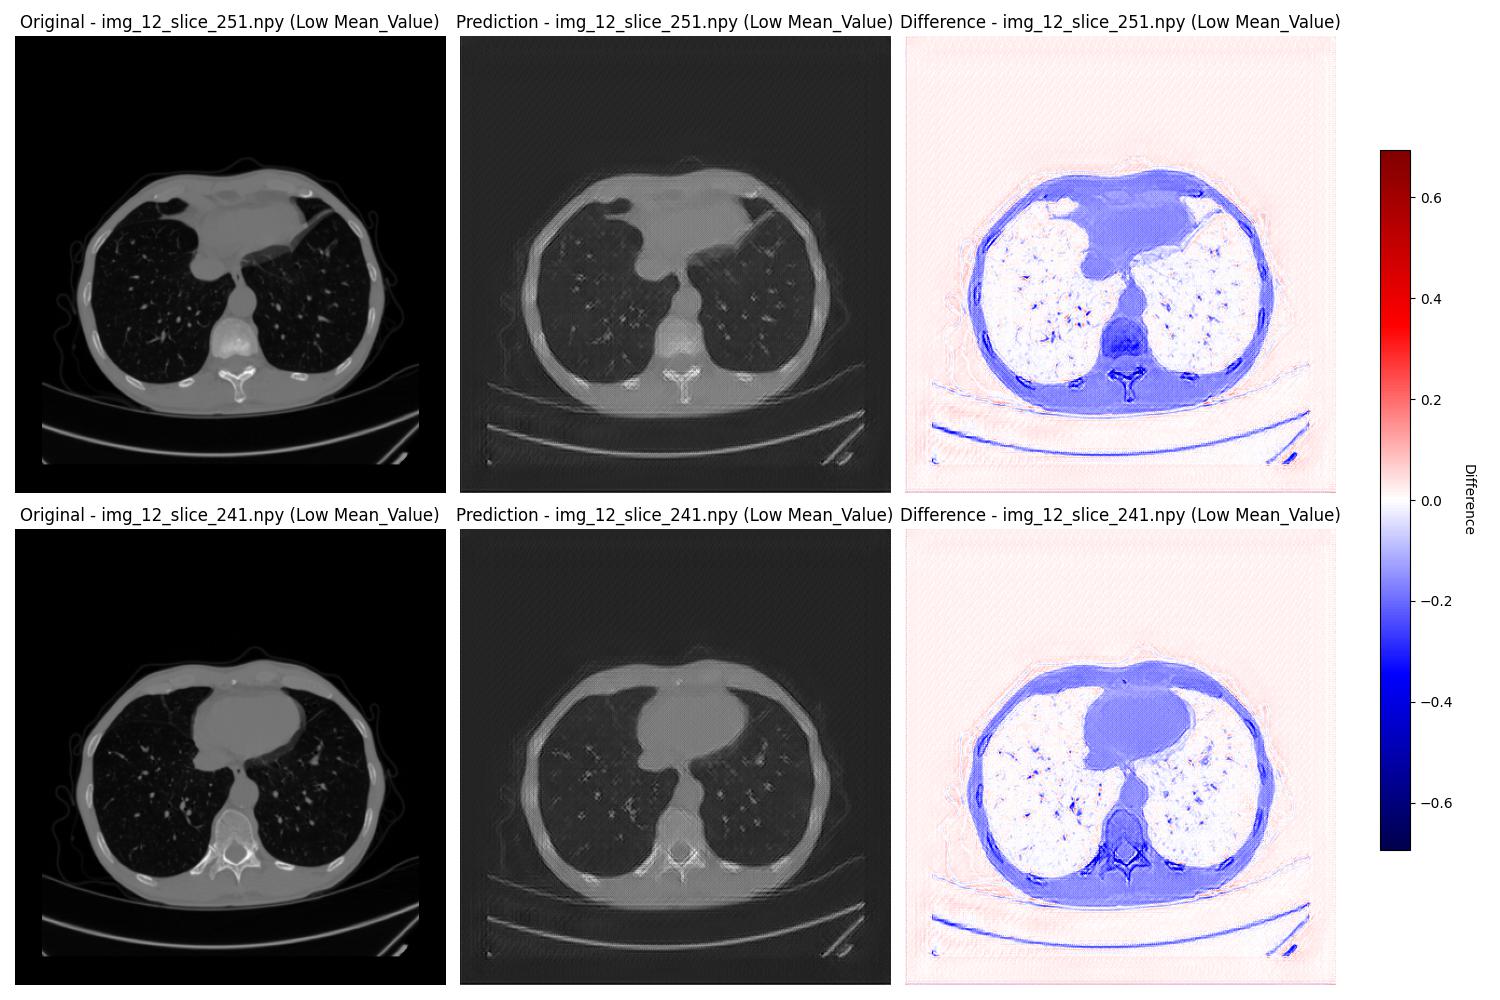 Original - img_12_slice_251.npy (Low Mean_Value)
Prediction - img_12_slice_251.npy (Low Mean_Value)
Difference - img_12_slice_251.npy (Low Mean_Value)
Original - img_12_slice_241.npy (Low Mean_Value)
Prediction - img_12_slice_241.npy (Low Mean_Value)
Difference - img_12_slice_241.npy (Low Mean_Value)
0.6
0.4
0.2
0.0
−0.2
−0.4
−0.6
Difference